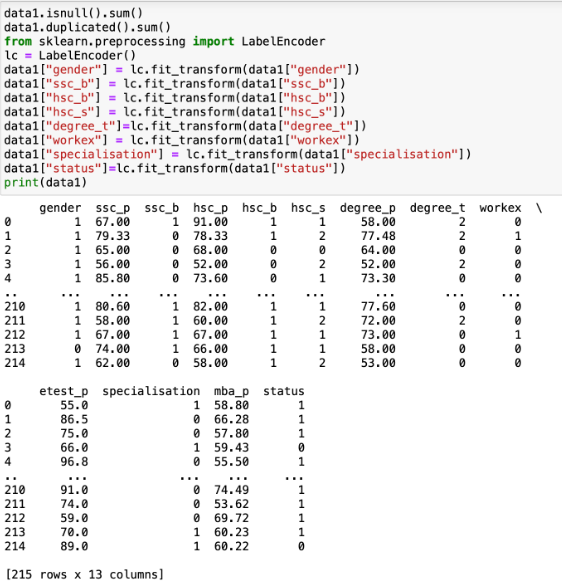 data1.isnull().sum()
data1.duplicated().sum()
from sklearn.preprocessing import LabelEncoder
lc = LabelEncoder()
data1["gender"] = lc.fit_transform(data1["gender"])
data1["ssc_b"] = lc.fit_transform(data1["ssc_b"])
data1["hsc_b"] = lc.fit_transform(data1["hsc_b"])
data1["hsc_s"] = lc.fit_transform(data1["hsc_s"])
data1["degree_t"]=lc.fit_transform(data["degree_t"])
data1["workex"] = lc.fit_transform(data1["workex"])
data1["specialisation"] = lc.fit_transform(data1["specialisation"])
data1["status"]=lc.fit_transform(data1["status"])
print(data1)
gender ssc_p ssc_b hsc_p hsc_b hsc_s degree_p degree_t workex \
0 1 67.00 1 91.00 1 1 58.00 2 0
1 1 79.33 0 78.33 1 2 77.48 2 1
2 1 65.00 0 68.00 0 0 64.00 0 0
3 1 56.00 0 52.00 0 2 52.00 2 0
4 1 85.80 0 73.60 0 1 73.30 0 0
.. ... ... ... ... ... ... ... ... ...
210 1 80.60 1 82.00 1 1 77.60 0 0
211 1 58.00 1 60.00 1 2 72.00 2 0
212 1 67.00 1 67.00 1 1 73.00 0 1
213 0 74.00 1 66.00 1 1 58.00 0 0
214 1 62.00 0 58.00 1 2 53.00 0 0
etest_p specialisation mba_p status
0 55.0 1 58.80 1
1 86.5 0 66.28 1
2 75.0 0 57.80 1
3 66.0 1 59.43 0
4 96.8 0 55.50 1
.. ... ... ... ...
210 91.0 0 74.49 1
211 74.0 0 53.62 1
212 59.0 0 69.72 1
213 70.0 1 60.23 1
214 89.0 1 60.22 0
[215 rows x 13 columns]